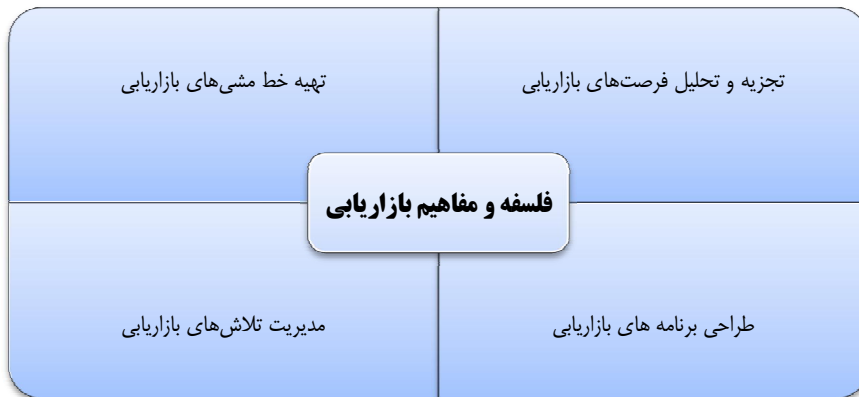 تجزیه و تحلیل فرصت‌های بازاریابی
تهیه خط مشی‌های بازاریابی
فلسفه و مفاهیم بازاریابی
طراحی برنامه های بازاریابی
مدیریت تلاش‌های بازاریابی